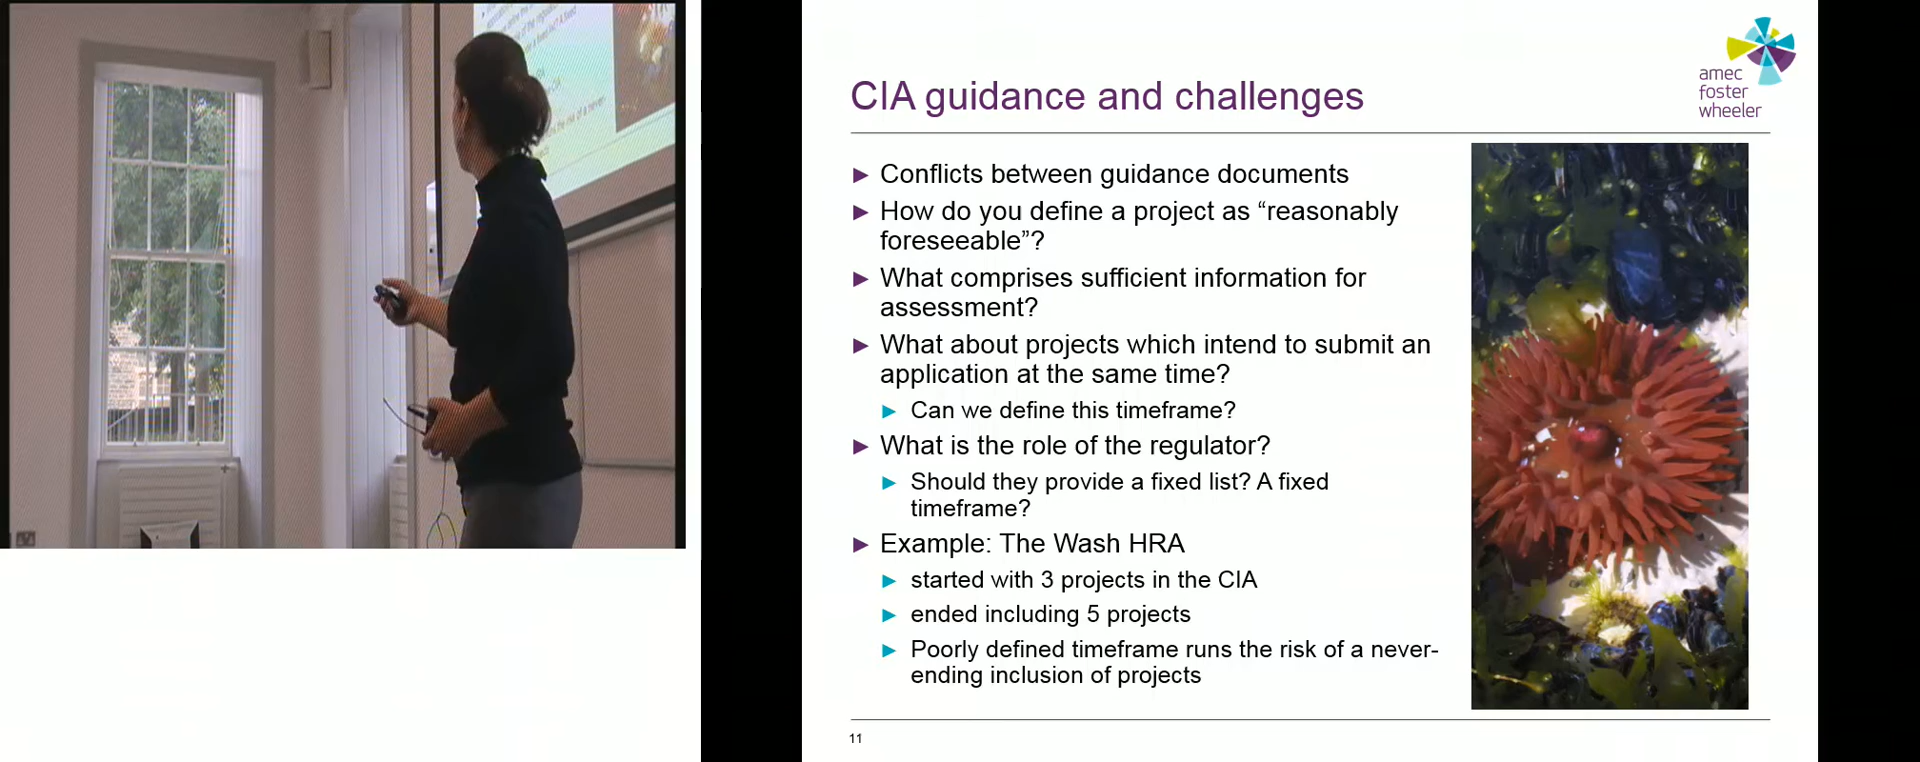 CIA guidance and challenges
amec
foster
wheeler
► Conflicts between guidance documents
► How do you define a project as “reasonably
foreseeable”?
► What comprises sufficient information for
assessment?
► What about projects which intend to submit an
application at the same time?
► Can we define this timeframe?
► What is the role of the regulator?
► Should they provide a fixed list? A fixed
timeframe?
► Example: The Wash HRA
► started with 3 projects in the CIA
► ended including 5 projects
► Poorly defined timeframe runs the risk of a never-
ending inclusion of projects
11